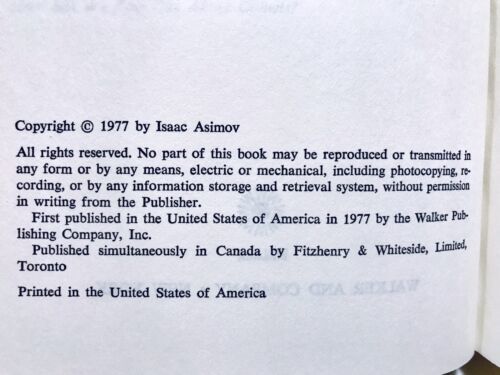 Copyright © 1977 by Isaac Asimov
All rights reserved. No part of this book may be reproduced or transmitted in
any form or by any means, electric or mechanical, including photocopying, re-
cording, or by any information storage and retrieval system, without permission
in writing from the Publisher.
First published in the United States of America in 1977 by the Walker Pub-
lishing Company, Inc.
Published simultaneously in Canada by Fitzhenry & Whiteside, Limited,
Toronto
Printed in the United States of America
WALKER AND COMPANY